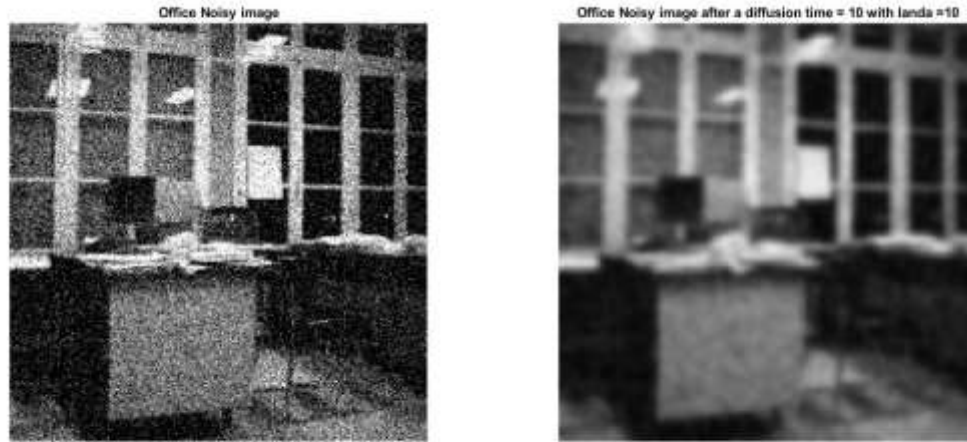 Office Noisy image
Office Noisy image after a diffusion time = 10 with landa =10